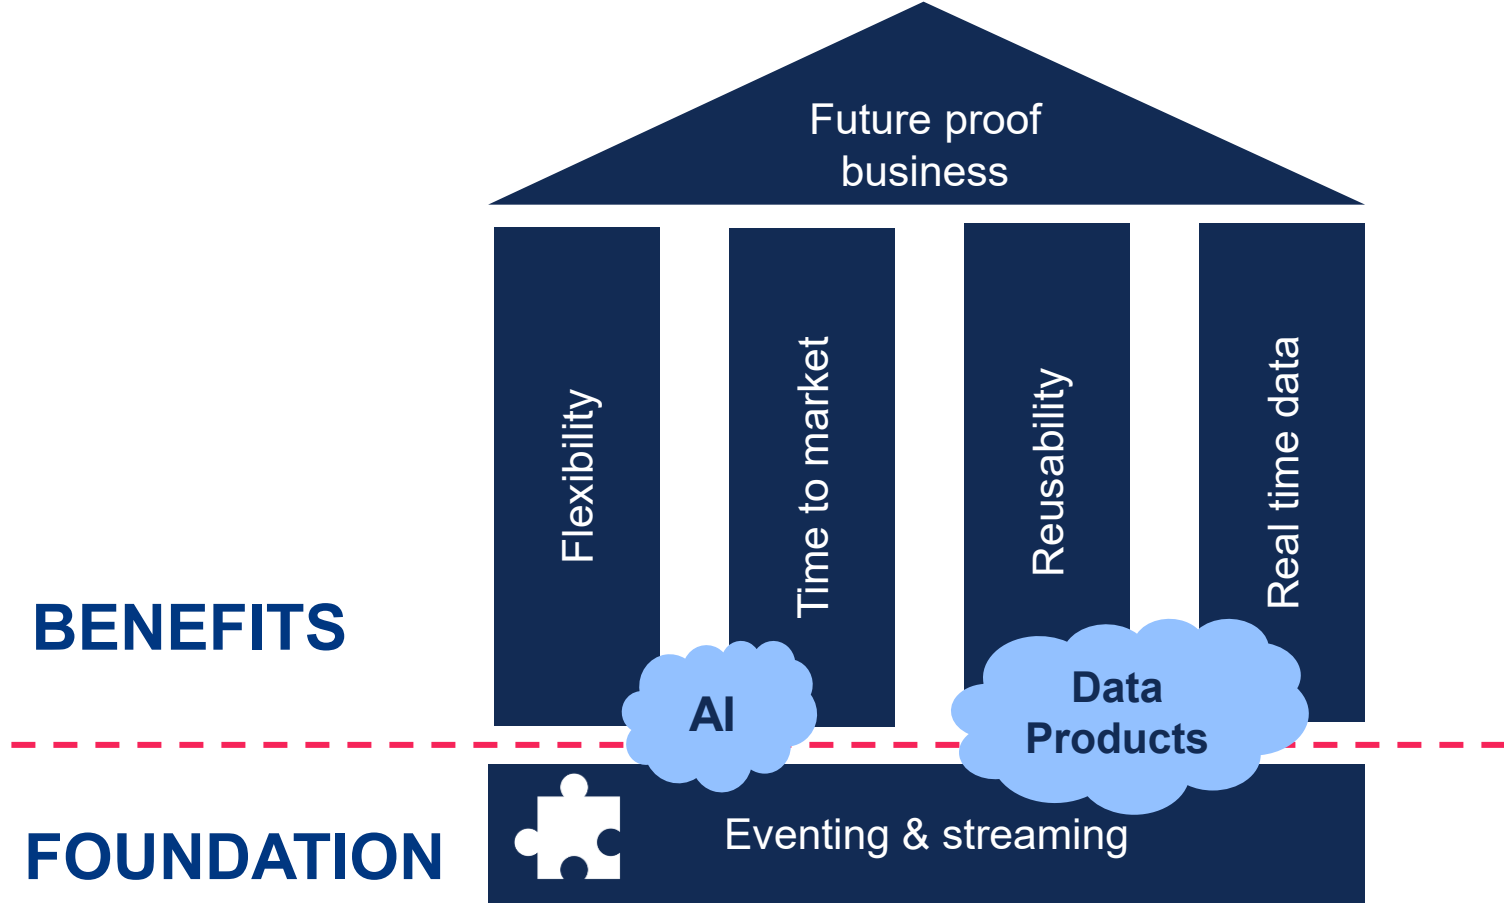 Future proof
business
Flexibility
Time to market
Reusability
Real time data
BENEFITS
AI
Data
Products
FOUNDATION
Eventing & streaming